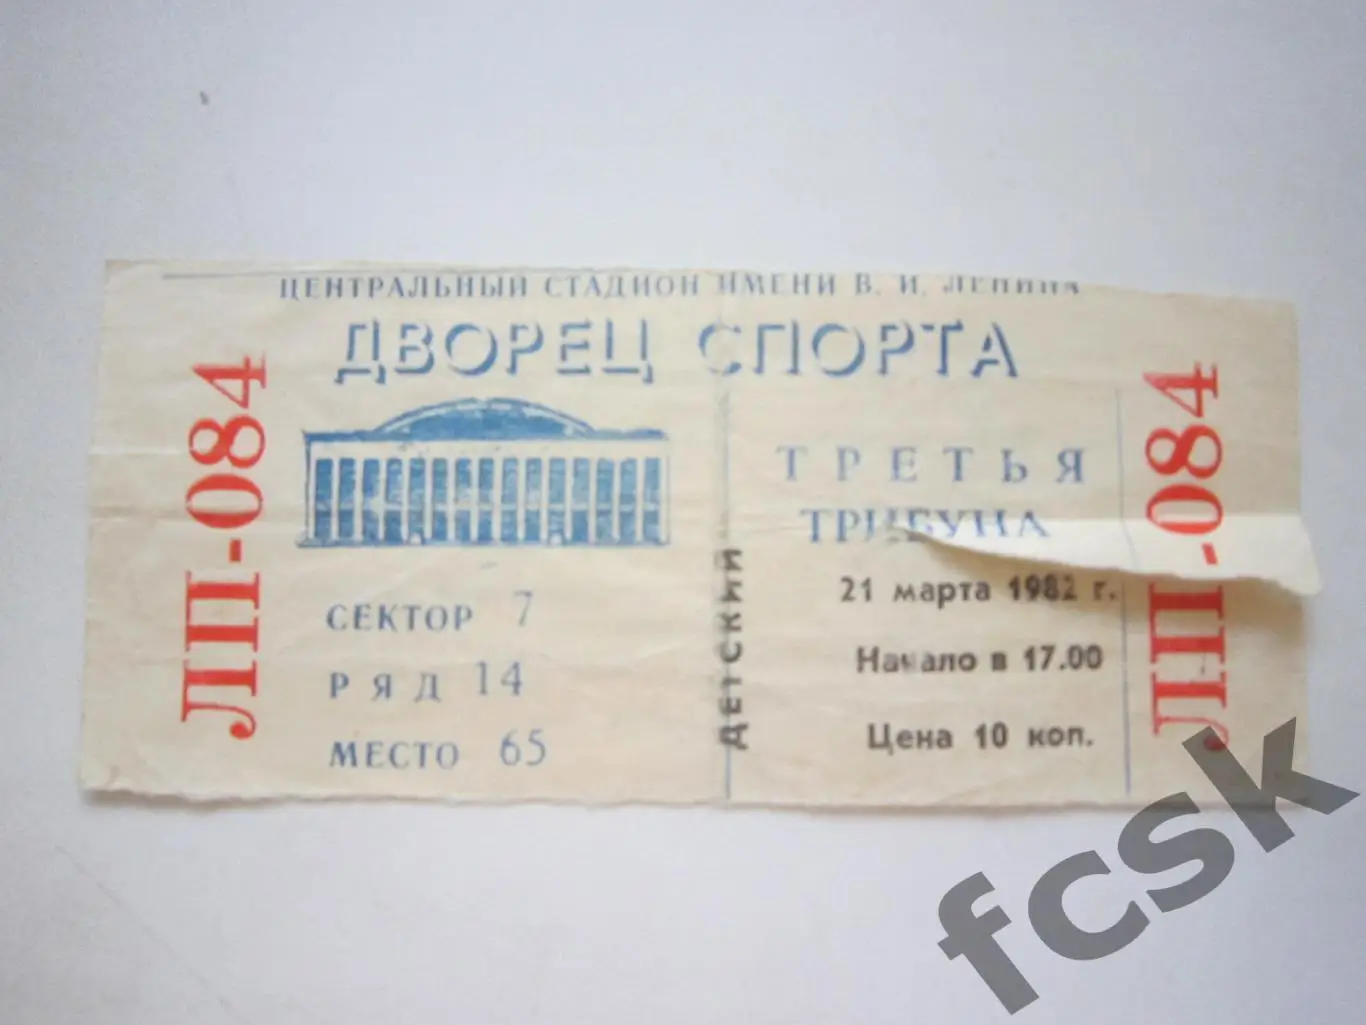 ЦЕНТРАЛЬНЫЙ СТАДИОН ИМЕНИ В. И. ЛЕНИНА
ДВОРЕЦ СПОРТА
ЛП-084
СЕКТОР 7
РЯД 14
МЕСТО 65
ДЕТСКИЙ
ТРЕТЬЯ
ТРИБУНА
21 марта 1982 г.
Начало в 17.00
Цена 10 коп.
ЛП-084
fcsk